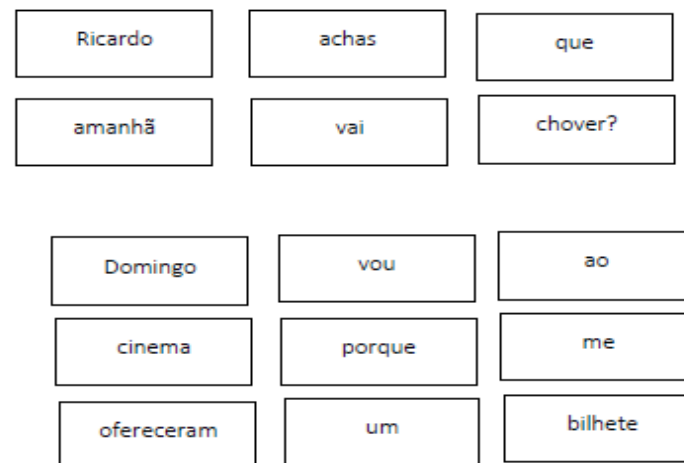 Ricardo achas que
amanhã vai chover?
Domingo vou ao
cinema porque me
ofereceram um bilhete